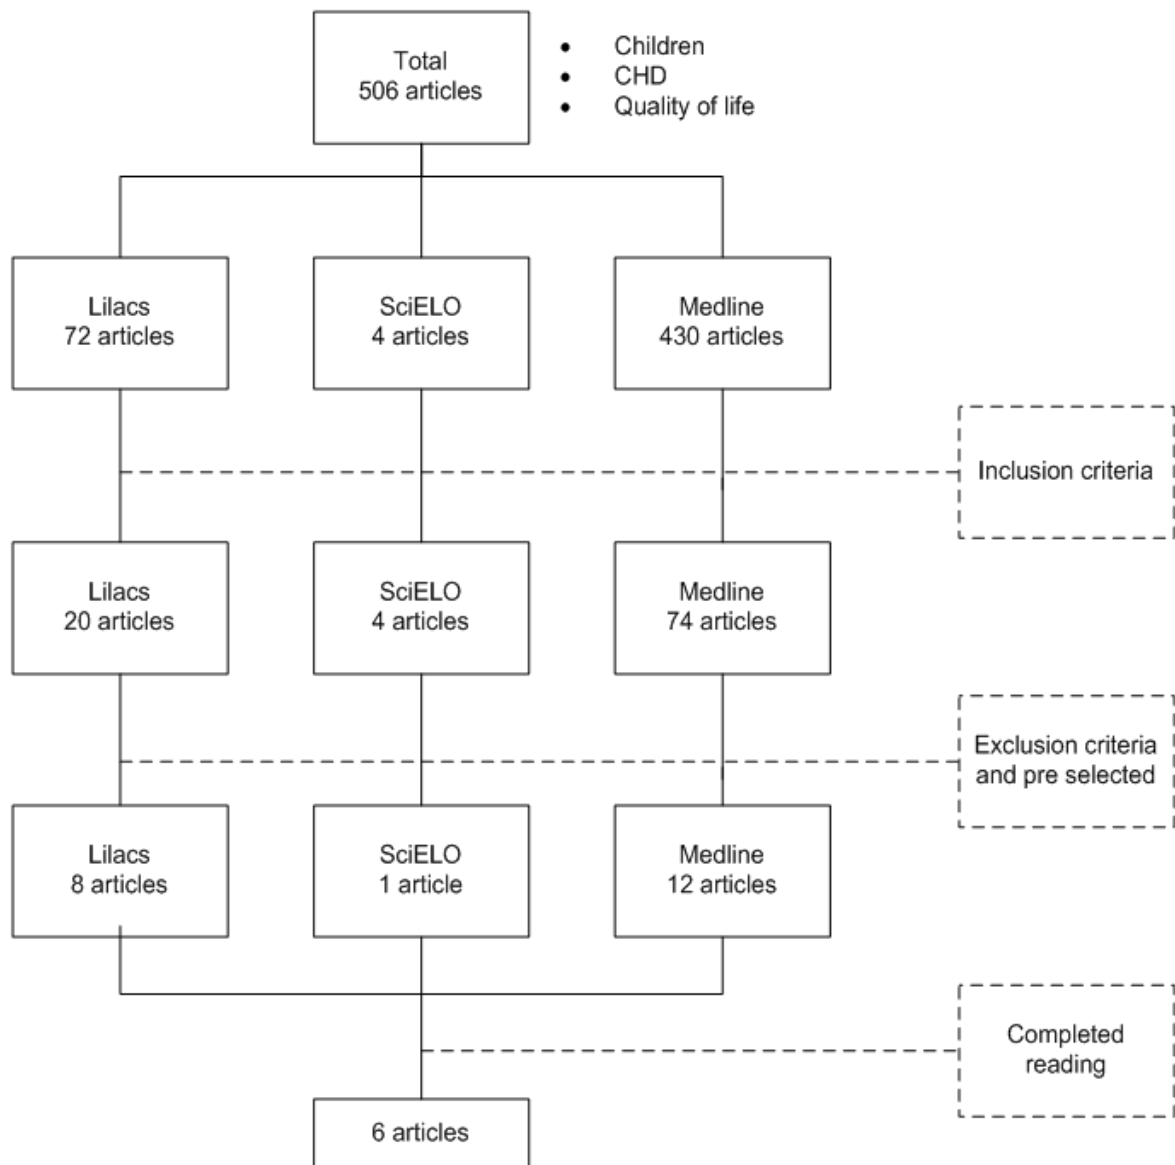 Total
506 articles
• Children
• CHD
• Quality of life
Lilacs
72 articles
SciELO
4 articles
Medline
430 articles
Inclusion criteria
Lilacs
20 articles
SciELO
4 articles
Medline
74 articles
Exclusion criteria
and pre selected
Lilacs
8 articles
SciELO
1 article
Medline
12 articles
Completed
reading
6 articles